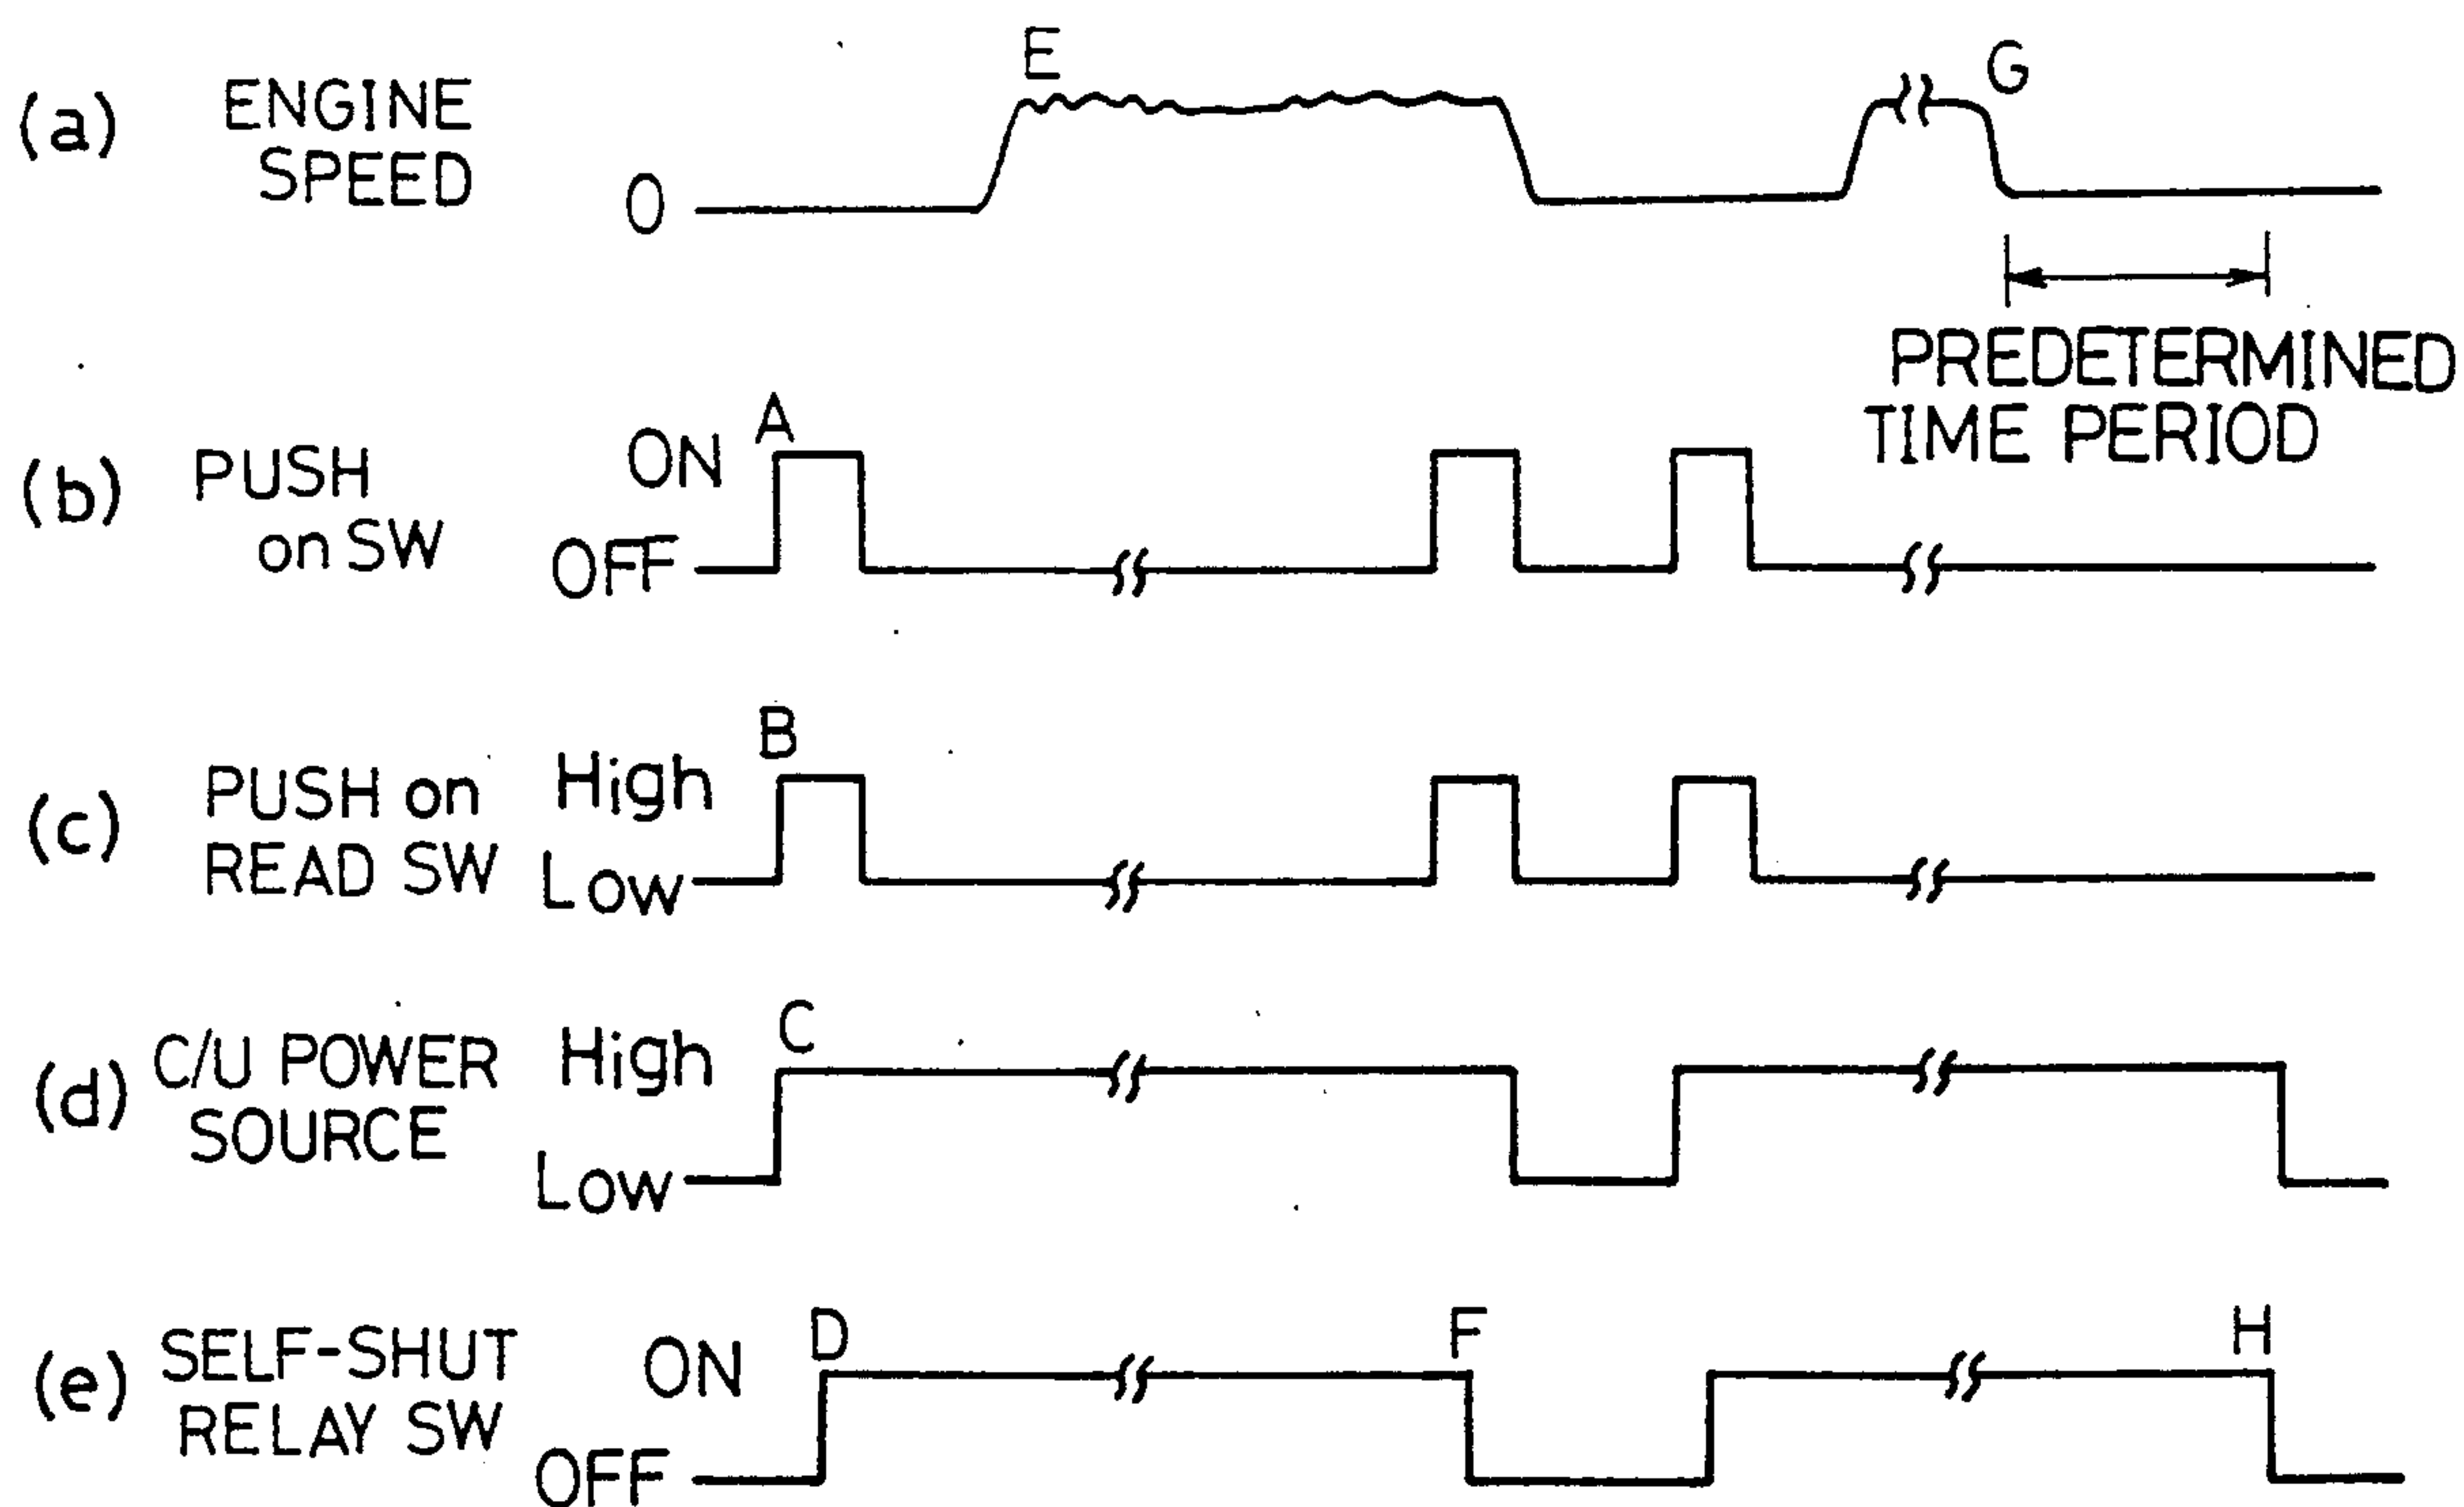 E
G
(a) ENGINE
SPEED
0
PREDETERMINED
TIME PERIOD
A
(b) PUSH
on SW
ON
OFF
B
(c) PUSH on
READ SW
High
Low
C
(d) C/U POWER
SOURCE
High
Low
D
F
H
(e) SELF-SHUT
RELAY SW
ON
OFF